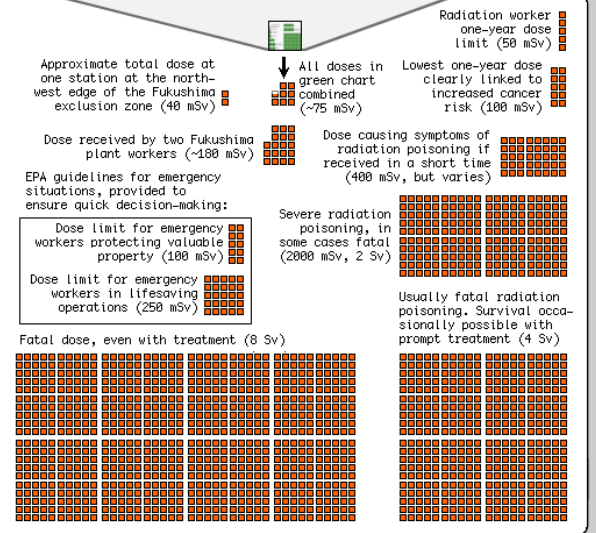 Radiation worker
one-year dose
limit (50 mSv)
Approximate total dose at
one station at the north-
west edge of the Fukushima
exclusion zone (40 mSv)
All doses in
green chart
combined
(~75 mSv)
Lowest one-year dose
clearly linked to
increased cancer
risk (100 mSv)
Dose received by two Fukushima
plant workers (~180 mSv)
Dose causing symptoms of
radiation poisoning if
received in a short time
(400 mSv, but varies)
EPA guidelines for emergency
situations, provided to
ensure quick decision-making:
Dose limit for emergency
workers protecting valuable
property (100 mSv)
Dose limit for emergency
workers in lifesaving
operations (250 mSv)
Severe radiation
poisoning, in
some cases fatal
(2000 mSv, 2 Sv)
Usually fatal radiation
poisoning. Survival occa-
sionally possible with
prompt treatment (4 Sv)
Fatal dose, even with treatment (8 Sv)